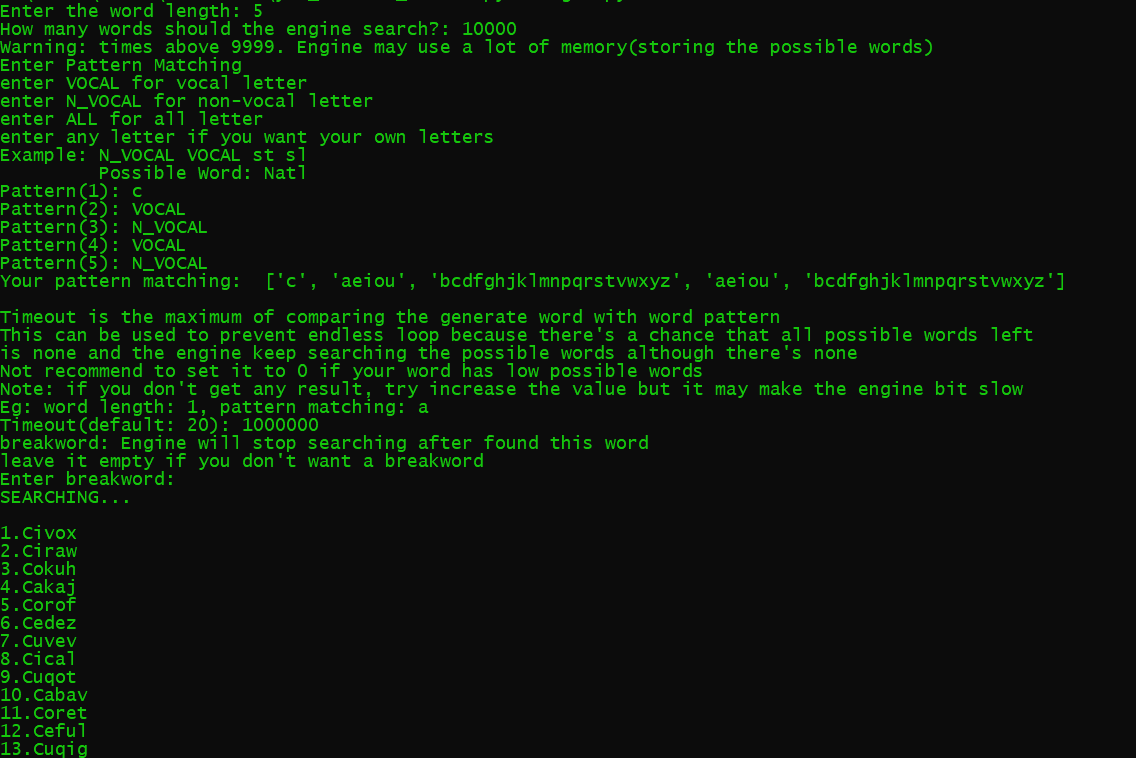 Enter the word length: 5
How many words should the engine search?: 10000
Warning: times above 9999. Engine may use a lot of memory(storing the possible words)
Enter Pattern Matching
enter VOCAL for vocal letter
enter N_VOCAL for non-vocal letter
enter ALL for all letter
enter any letter if you want your own letters
Example: N_VOCAL VOCAL st sl
Possible Word: Natl
Pattern(1): c
Pattern(2): VOCAL
Pattern(3): N_VOCAL
Pattern(4): VOCAL
Pattern(5): N_VOCAL
Your pattern matching:  ['c', 'aeiou', 'bcdfghjklmnpqrstvwxyz', 'aeiou', 'bcdfghjklmnpqrstvwxyz']
Timeout is the maximum of comparing the generate word with word pattern
This can be used to prevent endless loop because there's a chance that all possible words left
is none and the engine keep searching the possible words although there's none
Not recommend to set it to 0 if your word has low possible words
Note: if you don't get any result, try increase the value but it may make the engine bit slow
Eg: word length: 1, pattern matching: a
Timeout(default: 20): 1000000
breakword: Engine will stop searching after found this word
leave it empty if you don't want a breakword
Enter breakword:
SEARCHING...
1.Civox
2.Ciraw
3.Cokuh
4.Cakaj
5.Corof
6.Cedez
7.Cuvev
8.Cical
9.Cuqot
10.Cabav
11.Coret
12.Ceful
13.Cuqig